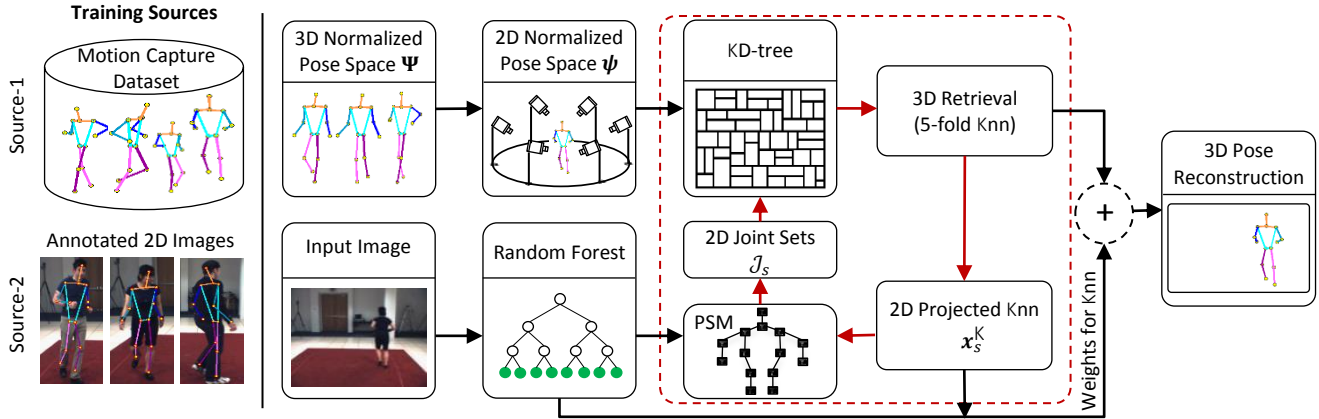 Training Sources
Source-1
Motion Capture
Dataset
Source-2
Annotated 2D Images
3D Normalized
Pose Space Ψ
2D Normalized
Pose Space ψ
KD-tree
3D Retrieval
(5-fold Knn)
Input Image
Random Forest
2D Joint Sets
𝒥s
PSM
2D Projected Knn
xsK
Weights for Knn
+
3D Pose
Reconstruction